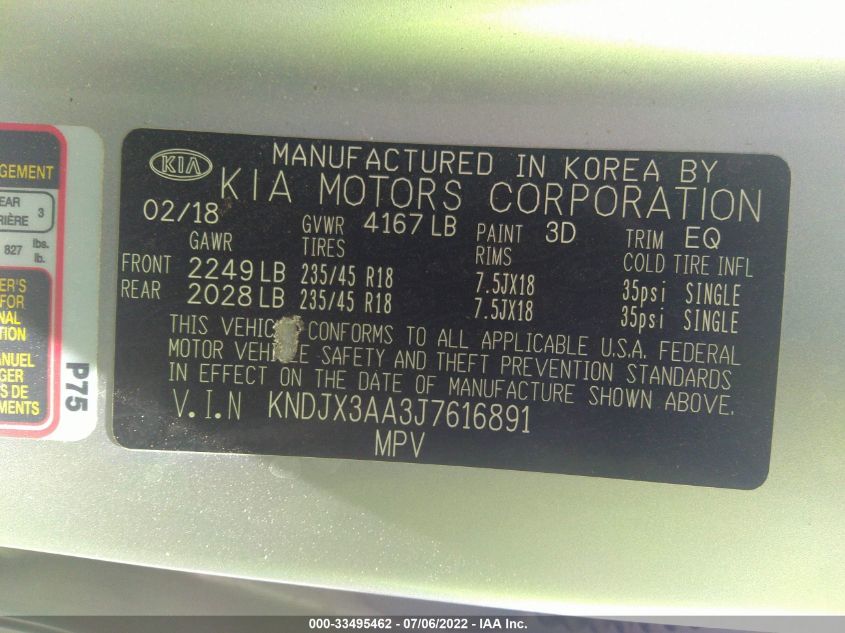 GEMENT
EAR
RIÈRE 3
827 lbs.
lb.
R'S
FOR
NAL
TION
ANUEL
GER
S DE
EMENTS
P75
KIA
MANUFACTURED IN KOREA BY
KIA MOTORS CORPORATION
02/18 GVWR 4167 LB PAINT 3D TRIM EQ
GAWR TIRES RIMS COLD TIRE INFL
FRONT 2249 LB 235/45 R18 7.5JX18 35psi SINGLE
REAR 2028 LB 235/45 R18 7.5JX18 35psi SINGLE
THIS VEHIC CONFORMS TO ALL APPLICABLE U.S.A. FEDERAL
MOTOR VEH LE SAFETY AND THEFT PREVENTION STANDARDS
IN EFFECT ON THE DATE OF MANUFACTURE SHOWN ABOVE.
V.I.N KNDJX3AA3J7616891
MPV
000-33495462 - 07/06/2022 - IAA Inc.